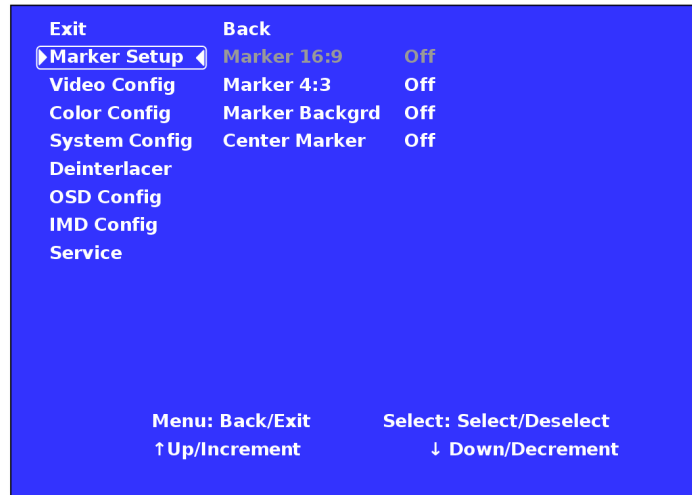 Exit Back
Marker Setup Marker 16:9 Off
Video Config Marker 4:3 Off
Color Config Marker Backgrd Off
System Config Center Marker Off
Deinterlacer
OSD Config
IMD Config
Service
Menu: Back/Exit Select: Select/Deselect
↑Up/Increment ↓ Down/Decrement